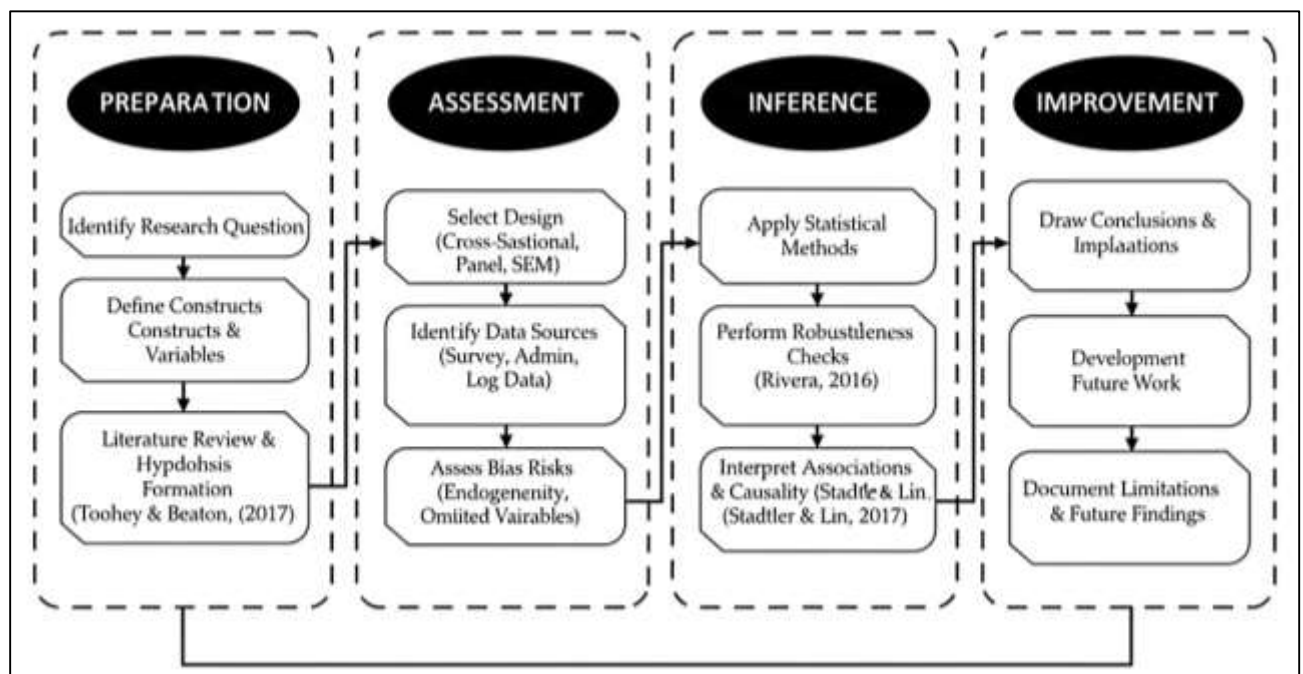 PREPARATION
Identify Research Question
Define Constructs
Constructs &
Variables
Literature Review &
Hypdohsis
Formation
(Toohey & Beaton, (2017)
ASSESSMENT
Select Design
(Cross-Sastional,
Panel, SEM)
Identify Data Sources
(Survey, Admin,
Log Data)
Assess Bias Risks
(Endogenenity,
Omiited Vairables)
INFERENCE
Apply Statistical
Methods
Perform Robustleness
Checks
(Rivera, 2016)
Interpret Associations
& Causality (Stadtle & Lin.
(Stadtler & Lin, 2017)
IMPROVEMENT
Draw Conclusions &
Implaations
Development
Future Work
Document Limitations
& Future Findings